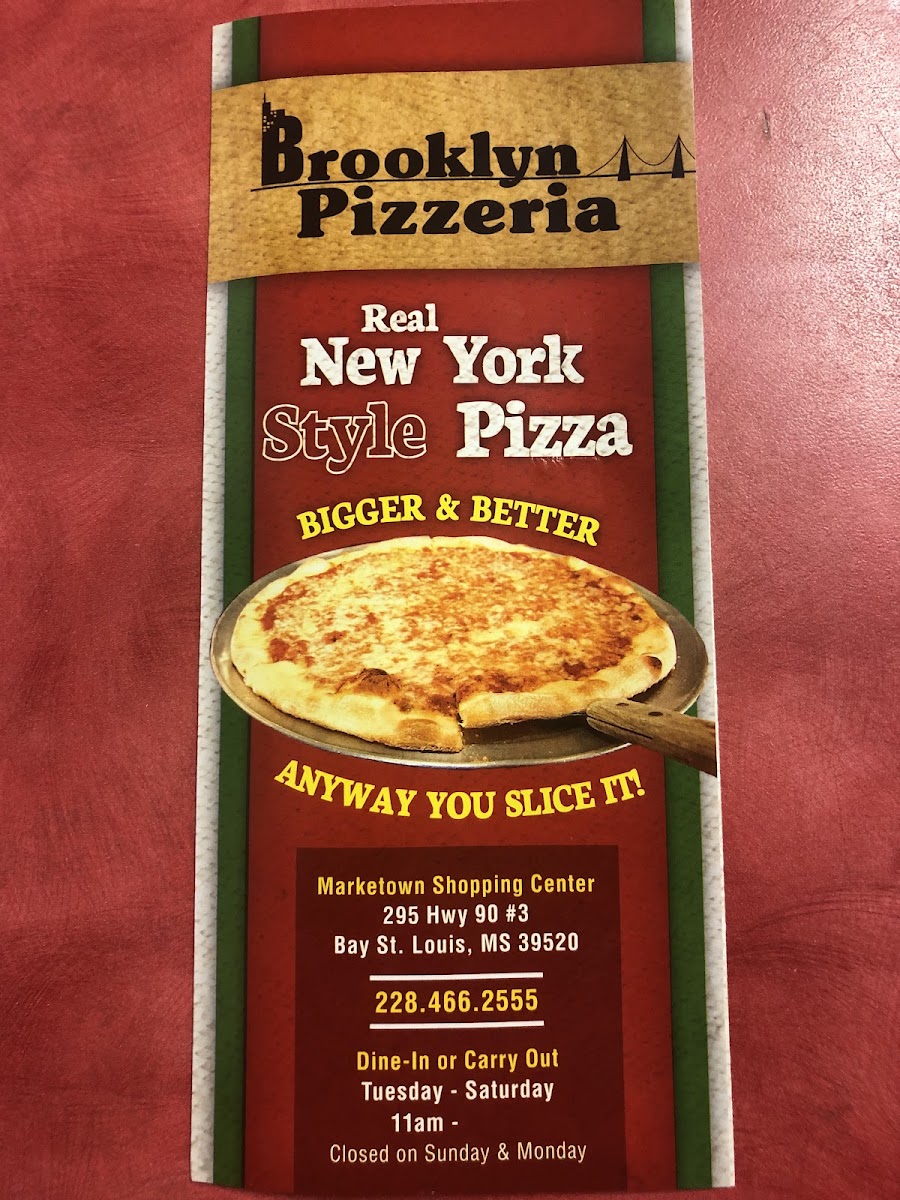 Brooklyn
Pizzeria
Real
New York
Style Pizza
BIGGER & BETTER
ANYWAY YOU SLICE IT!
Marketown Shopping Center
295 Hwy 90 #3
Bay St. Louis, MS 39520
228.466.2555
Dine-In or Carry Out
Tuesday - Saturday
11am -
Closed on Sunday & Monday